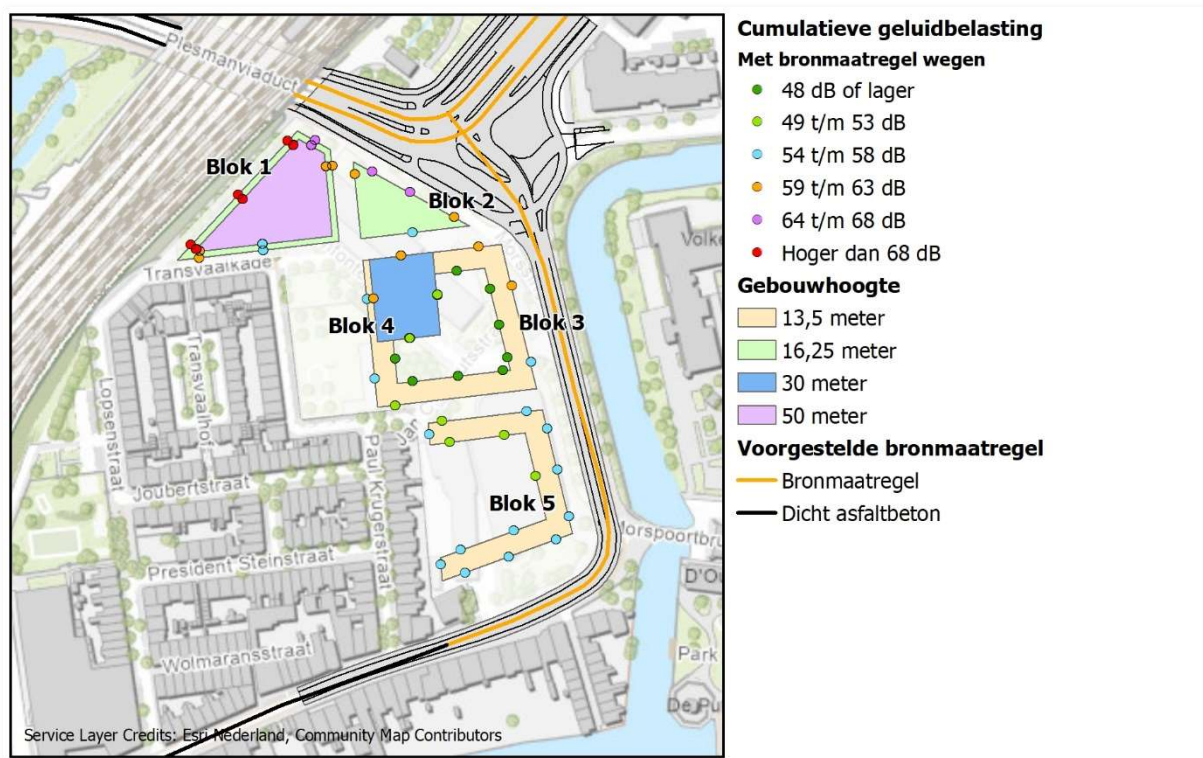 Cumulatieve geluidbelasting
Met bronmaatregel wegen
48 dB of lager
49 t/m 53 dB
54 t/m 58 dB
59 t/m 63 dB
64 t/m 68 dB
Hoger dan 68 dB
Gebouwhoogte
13,5 meter
16,25 meter
30 meter
50 meter
Voorgestelde bronmaatregel
Bronmaatregel
Dicht asfaltbeton
Plesmanviaduct
Blok 1
Blok 2
Transvaalkade
Blok 3
Blok 4
Transvaalhof
Lopsenstraat
Joubertstraat
Paul Krugerstraat
Blok 5
President Steinstraat
Wolmaransstraat
Park
Service Layer Credits: Esri Nederland, Community Map Contributors